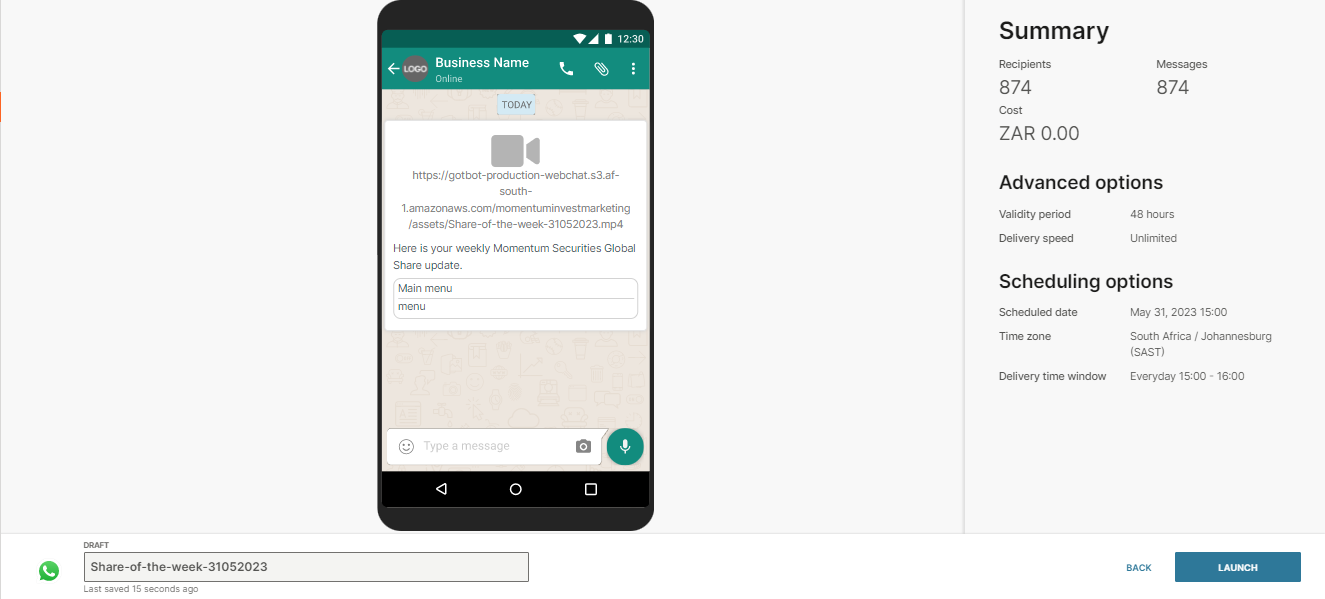 12:30
LOGO
Business Name
Online
TODAY
https://gotbot-production-webchat.s3.af-
south-
1.amazonaws.com/momentuminvestmarketing
/assets/Share-of-the-week-31052023.mp4
Here is your weekly Momentum Securities Global
Share update.
Main menu
menu
Type a message
Summary
Recipients Messages
874 874
Cost
ZAR 0.00
Advanced options
Validity period 48 hours
Delivery speed Unlimited
Scheduling options
Scheduled date May 31, 2023 15:00
Time zone South Africa / Johannesburg
(SAST)
Delivery time window Everyday 15:00 - 16:00
DRAFT
Share-of-the-week-31052023
Last saved 15 seconds ago
BACK LAUNCH